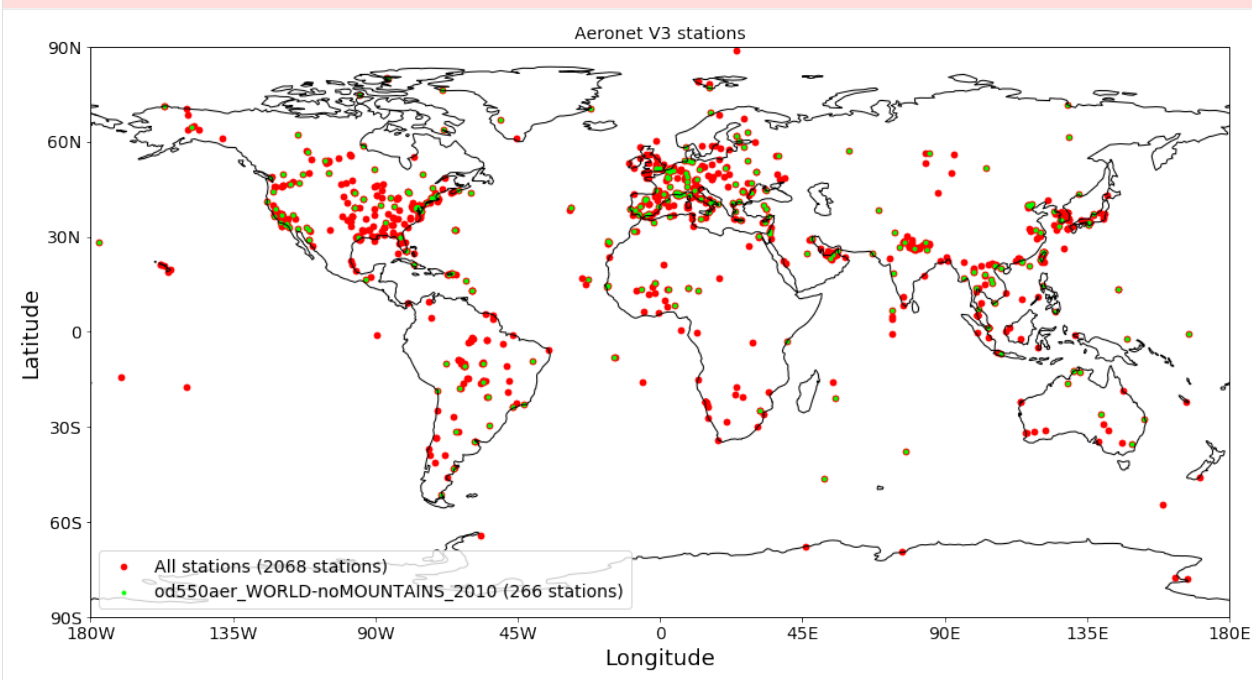 Aeronet V3 stations
90N
60N
30N
0
30S
60S
90S
Latitude
All stations (2068 stations)
od550aer_WORLD-noMOUNTAINS_2010 (266 stations)
180W 135W 90W 45W 0 45E 90E 135E 180E
Longitude